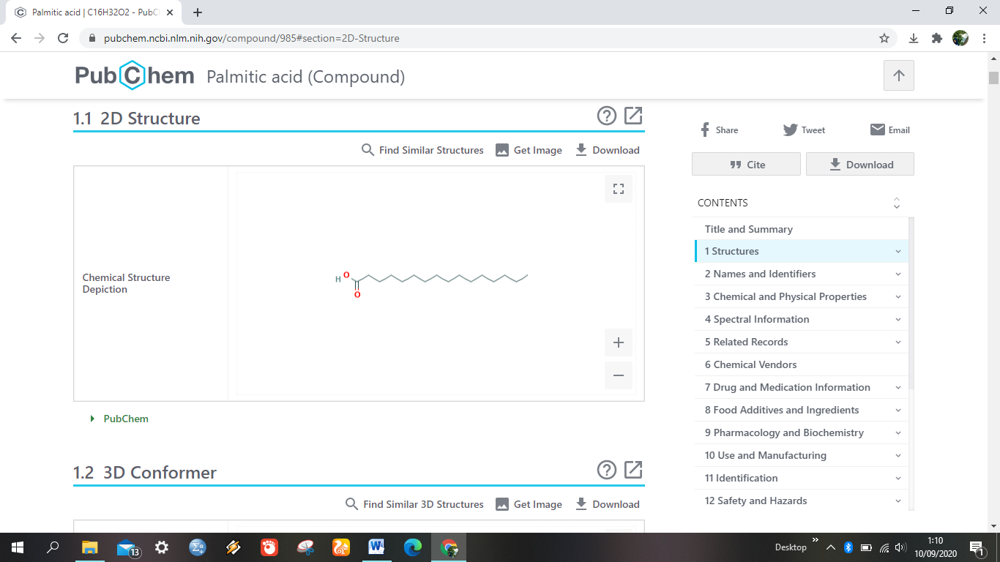 Palmitic acid | C16H32O2 - PubC
pubchem.ncbi.nlm.nih.gov/compound/985#section=2D-Structure
PubChem Palmitic acid (Compound)
1.1 2D Structure
Find Similar Structures Get Image Download
Chemical Structure
Depiction
H O
O
PubChem
1.2 3D Conformer
Find Similar 3D Structures Get Image Download
Share Tweet Email
Cite Download
CONTENTS
Title and Summary
1 Structures
2 Names and Identifiers
3 Chemical and Physical Properties
4 Spectral Information
5 Related Records
6 Chemical Vendors
7 Drug and Medication Information
8 Food Additives and Ingredients
9 Pharmacology and Biochemistry
10 Use and Manufacturing
11 Identification
12 Safety and Hazards
13
Desktop
1:10
10/09/2020
1